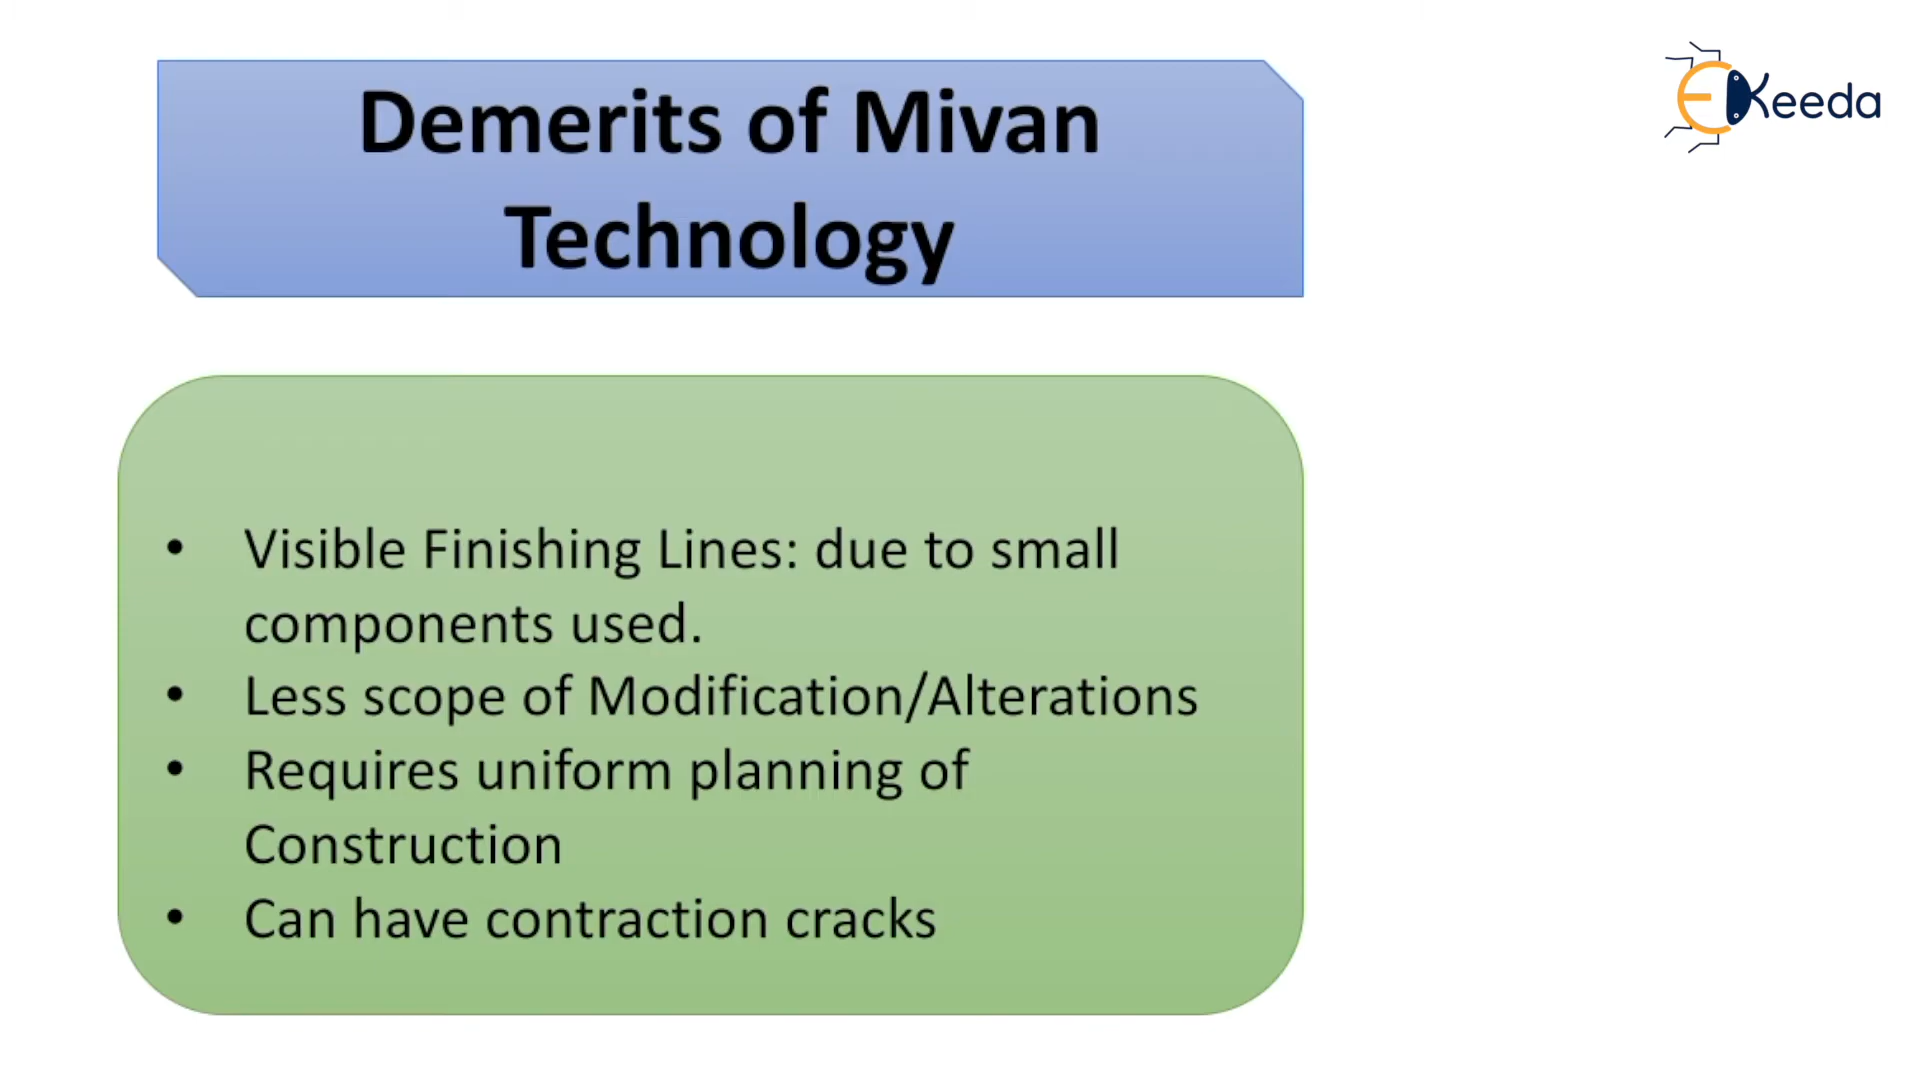 EKeeda
Demerits of Mivan
Technology
• Visible Finishing Lines: due to small
components used.
• Less scope of Modification/Alterations
• Requires uniform planning of
Construction
• Can have contraction cracks